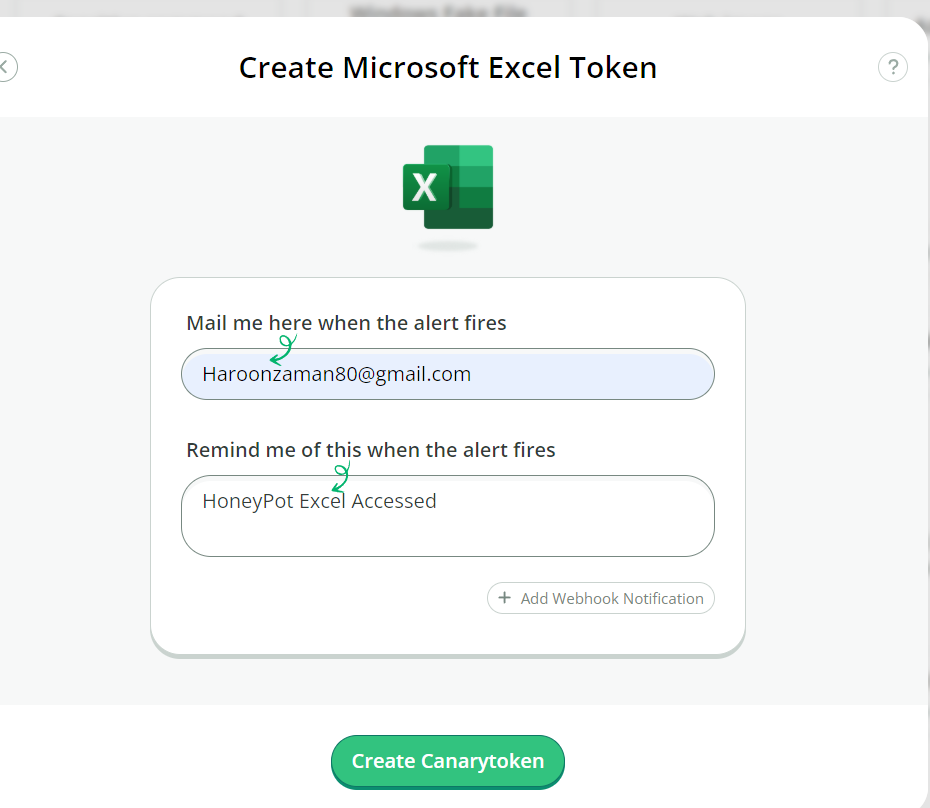 Windows Fake File
Create Microsoft Excel Token
?
X
Mail me here when the alert fires
Haroonzaman80@gmail.com
Remind me of this when the alert fires
HoneyPot Excel Accessed
+ Add Webhook Notification
Create Canarytoken